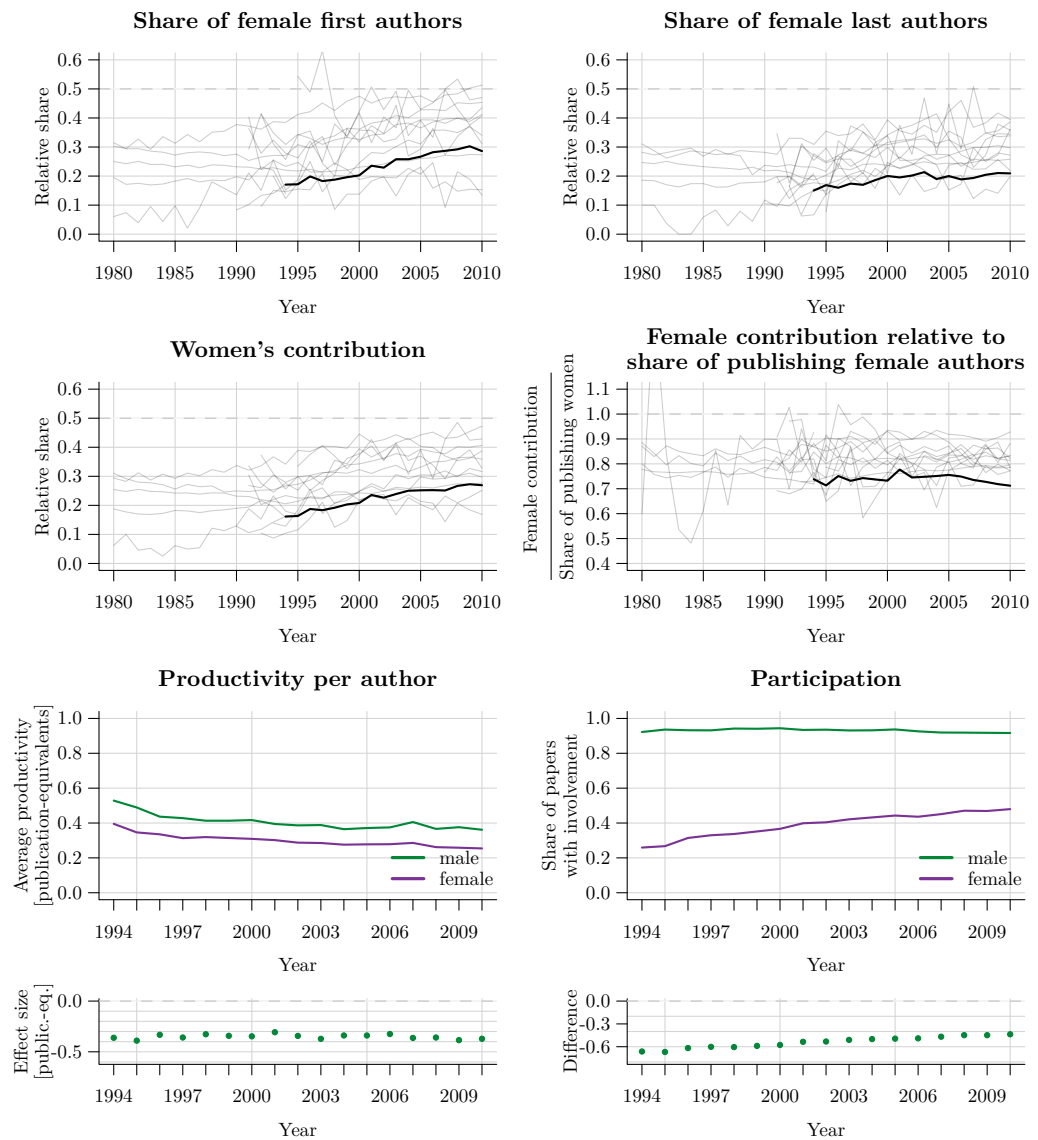 Share of female first authors
Relative share
0.6
0.5
0.4
0.3
0.2
0.1
0.0
1980 1985 1990 1995 2000 2005 2010
Year
Share of female last authors
Relative share
0.6
0.5
0.4
0.3
0.2
0.1
0.0
1980 1985 1990 1995 2000 2005 2010
Year
Women's contribution
Relative share
0.6
0.5
0.4
0.3
0.2
0.1
0.0
1980 1985 1990 1995 2000 2005 2010
Year
Female contribution relative to
share of publishing female authors
Female contribution
Share of publishing women
1.1
1.0
0.9
0.8
0.7
0.6
0.5
0.4
1980 1985 1990 1995 2000 2005 2010
Year
Productivity per author
Average productivity
[publication-equivalents]
1.0
0.8
0.6
0.4
0.2
0.0
male
female
1994 1997 2000 2003 2006 2009
Year
Participation
Share of papers
with involvement
1.0
0.8
0.6
0.4
0.2
0.0
male
female
1994 1997 2000 2003 2006 2009
Year
Effect size
[public.-eq.]
0.0
-0.5
1994 1997 2000 2003 2006 2009
Year
Difference
0.0
-0.3
-0.6
1994 1997 2000 2003 2006 2009
Year